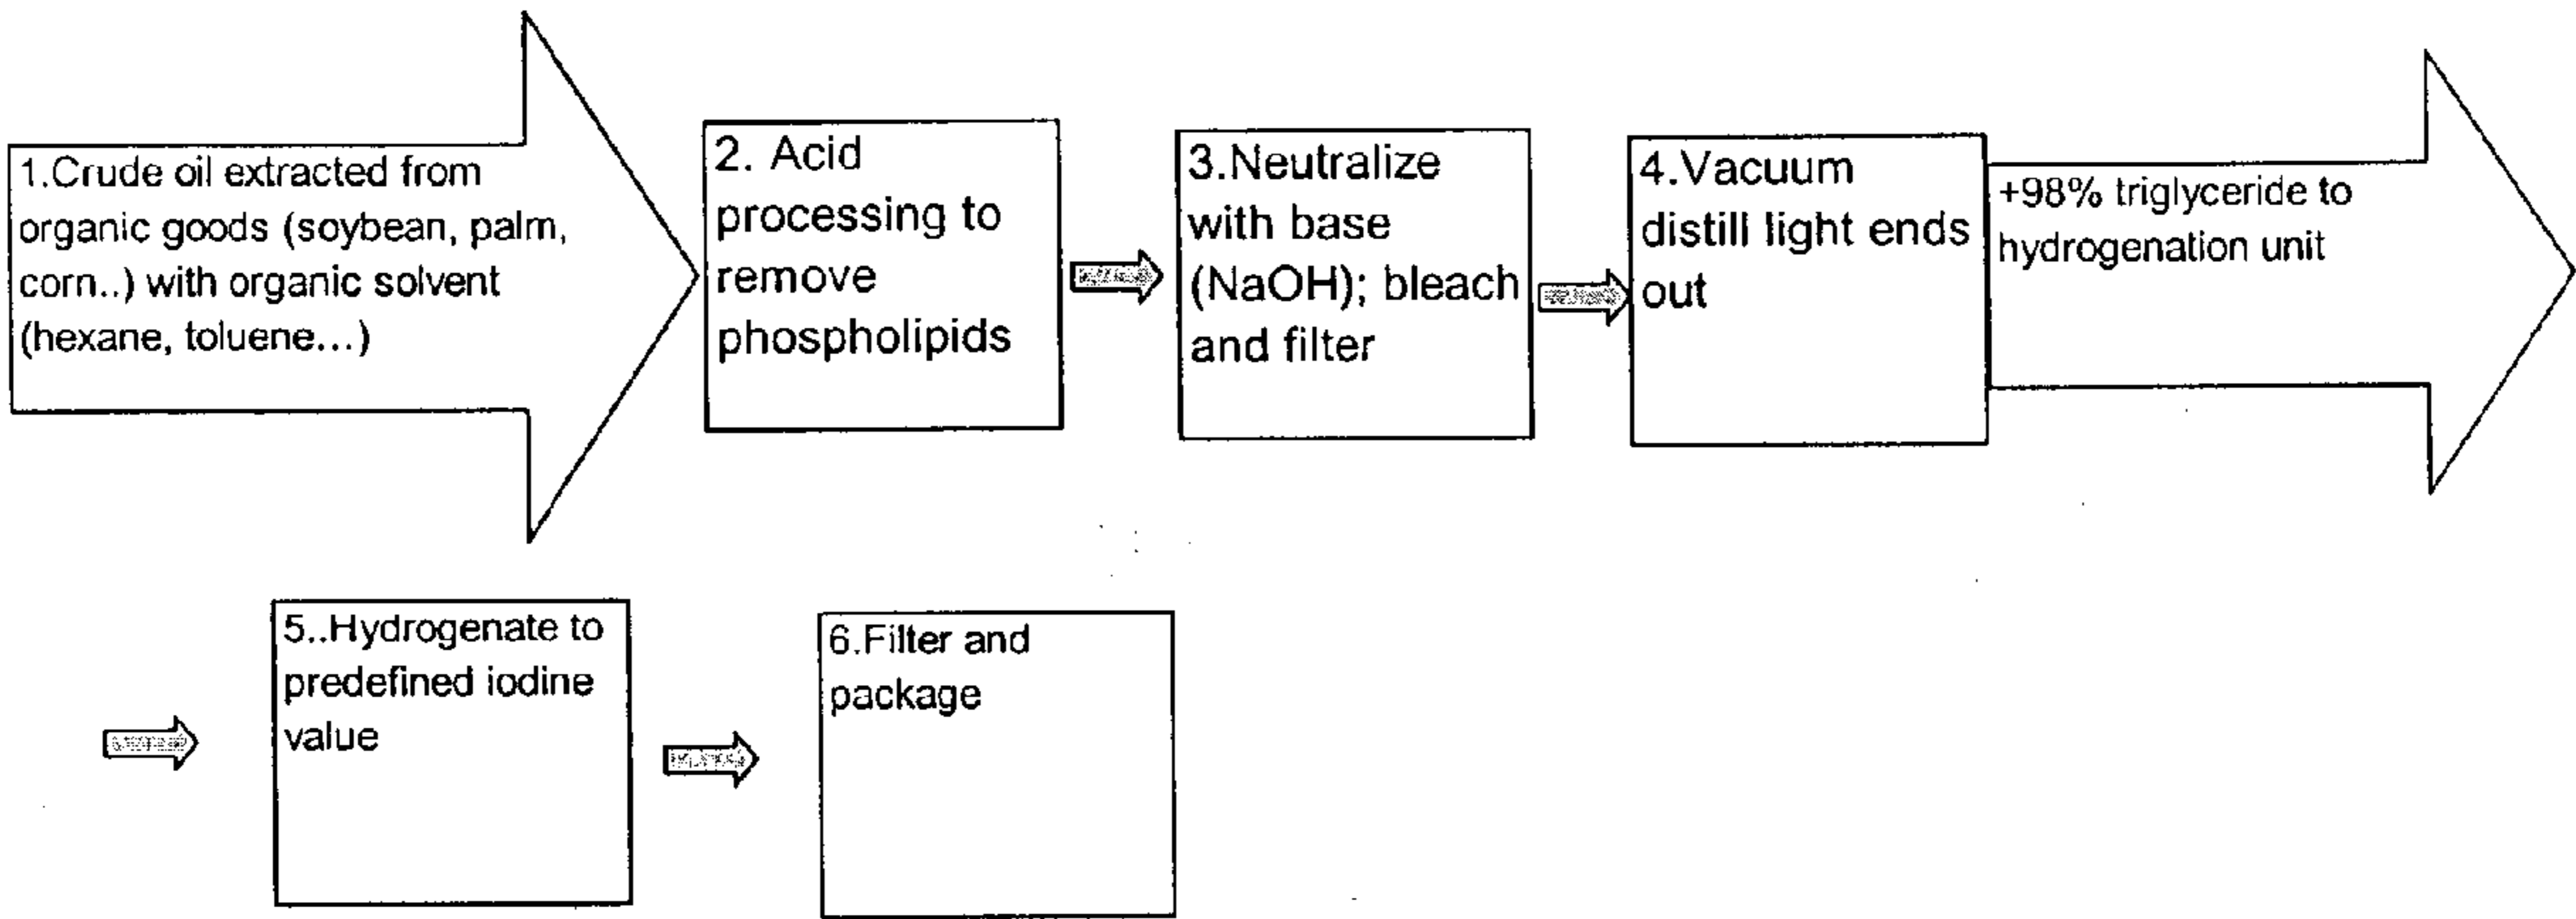 1.Crude oil extracted from
organic goods (soybean, palm,
corn..) with organic solvent
(hexane, toluene...)
2. Acid
processing to
remove
phospholipids
3.Neutralize
with base
(NaOH); bleach
and filter
4.Vacuum
distill light ends
out
+98% triglyceride to
hydrogenation unit
5..Hydrogenate to
predefined iodine
value
6.Filter and
package